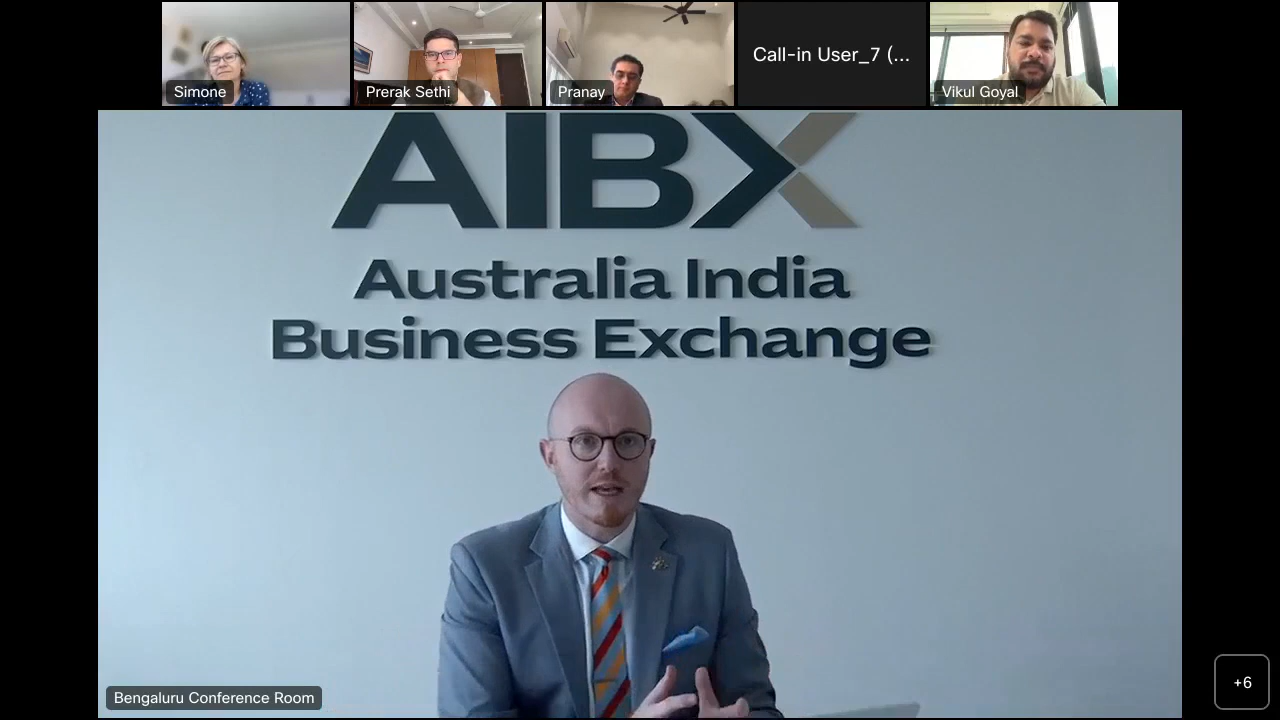 Simone
Prerak Sethi
Pranay
Call-in User_7 (...
Vikul Goyal
AIBX
Australia India
Business Exchange
Bengaluru Conference Room
+6